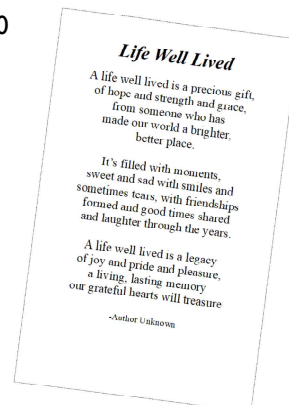 0
Life Well Lived
A life well lived is a precious gift,
of hope and strength and grace,
from someone who has
made our world a brighter,
better place.
It's filled with moments,
sweet and sad with smiles and
sometimes tears, with friendships
formed and good times shared
and laughter through the years.
A life well lived is a legacy
of joy and pride and pleasure,
a living, lasting memory
our grateful hearts will treasure
-Author Unknown